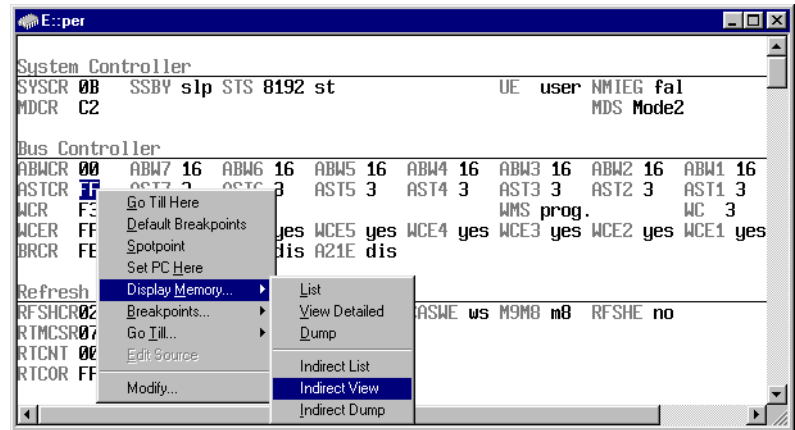 E::per
System Controller
SYSCR 0B SSBY slp STS 8192 st UE user NMIEG fal
MDCR C2 MDS Mode2
Bus Controller
ABWCR 00 ABW7 16 ABW6 16 ABW5 16 ABW4 16 ABW3 16 ABW2 16 ABW1 16
ASTCR FF AST7 3 AST6 3 AST5 3 AST4 3 AST3 3 AST2 3 AST1 3
WCR F3 WMS prog. WC 3
WCER FF yes WCE5 yes WCE4 yes WCE3 yes WCE2 yes WCE1 yes
BRCR FE dis A21E dis
Refresh
RFSHCR02 CASWE ws M9M8 m8 RFSHE no
RTMCSR07
RTCNT 00
RTCOR FF
Go Till Here
Default Breakpoints
Spotpoint
Set PC Here
Display Memory...
Breakpoints...
Go Till...
Edit Source
Modify...
List
View Detailed
Dump
Indirect List
Indirect View
Indirect Dump